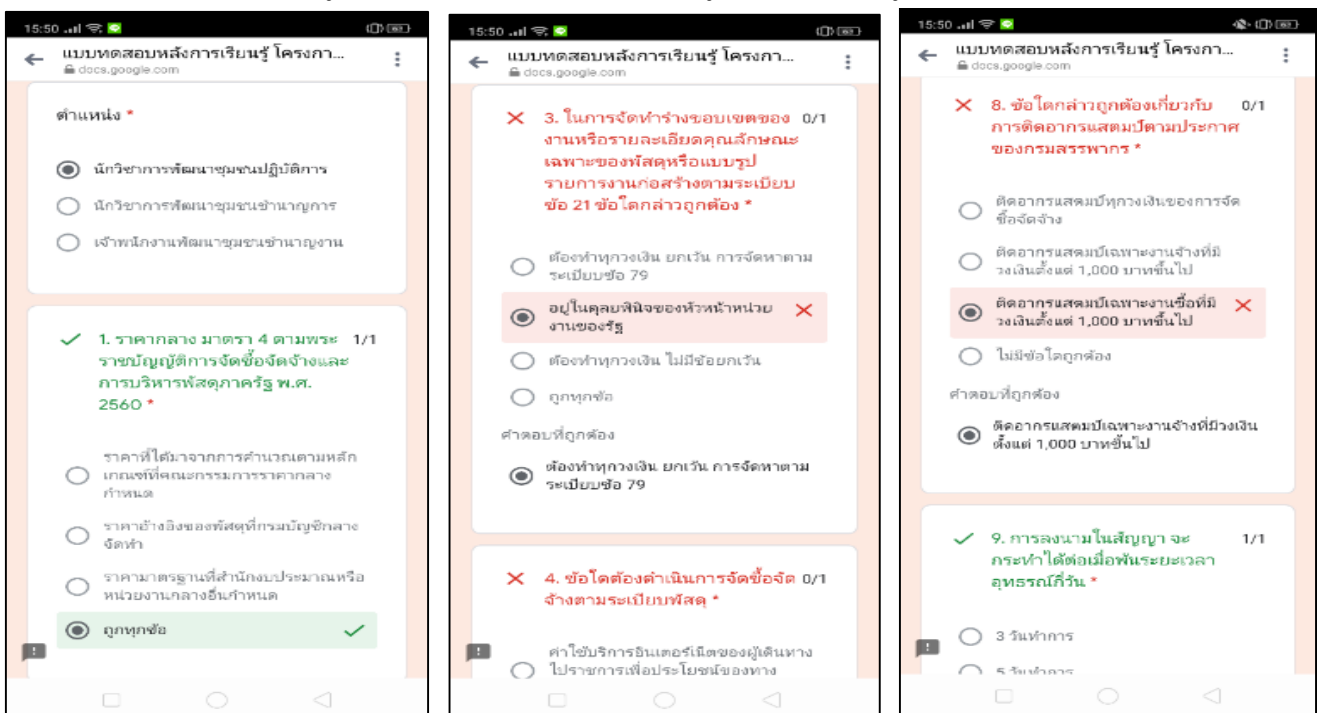 15:50
แบบทดสอบหลังการเรียนรู้ โครงกา...
docs.google.com
ตำแหน่ง *
นักวิชาการพัฒนาชุมชนปฏิบัติการ
นักวิชาการพัฒนาชุมชนชำนาญการ
เจ้าพนักงานพัฒนาชุมชนชำนาญงาน
1. ราคากลาง มาตรา 4 ตามพระ 1/1
ราชบัญญัติการจัดซื้อจัดจ้างและ
การบริหารพัสดุภาครัฐ พ.ศ.
2560 *
ราคาที่ได้มาจากการคำนวณตามหลัก
เกณฑ์ที่คณะกรรมการราคากลาง
กำหนด
ราคาอ้างอิงของพัสดุที่กรมบัญชีกลาง
จัดทำ
ราคามาตรฐานที่สำนักงบประมาณหรือ
หน่วยงานกลางอื่นกำหนด
ถูกทุกข้อ
15:50
แบบทดสอบหลังการเรียนรู้ โครงกา...
docs.google.com
3. ในการจัดทำร่างขอบเขตของ 0/1
งานหรือรายละเอียดคุณลักษณะ
เฉพาะของพัสดุหรือแบบรูป
รายการงานก่อสร้างตามระเบียบ
ข้อ 21 ข้อใดกล่าวถูกต้อง *
ต้องทำทุกวงเงิน ยกเว้น การจัดหาตาม
ระเบียบข้อ 79
อยู่ในดุลยพินิจของหัวหน้าหน่วย
งานของรัฐ
ต้องทำทุกวงเงิน ไม่มีข้อยกเว้น
ถูกทุกข้อ
คำตอบที่ถูกต้อง
ต้องทำทุกวงเงิน ยกเว้น การจัดหาตาม
ระเบียบข้อ 79
4. ข้อใดต้องดำเนินการจัดซื้อจัด 0/1
จ้างตามระเบียบพัสดุ *
ค่าใช้บริการอินเตอร์เน็ตของผู้เดินทาง
ไปราชการเพื่อประโยชน์ของทาง
15:50
แบบทดสอบหลังการเรียนรู้ โครงกา...
docs.google.com
8. ข้อใดกล่าวถูกต้องเกี่ยวกับ 0/1
การติดอากรแสตมป์ตามประกาศ
ของกรมสรรพากร *
ติดอากรแสตมป์ทุกวงเงินของการจัด
ซื้อจัดจ้าง
ติดอากรแสตมป์เฉพาะงานจ้างที่มี
วงเงินตั้งแต่ 1,000 บาทขึ้นไป
ติดอากรแสตมป์เฉพาะงานซื้อที่มี
วงเงินตั้งแต่ 1,000 บาทขึ้นไป
ไม่มีข้อใดถูกต้อง
คำตอบที่ถูกต้อง
ติดอากรแสตมป์เฉพาะงานจ้างที่มีวงเงิน
ตั้งแต่ 1,000 บาทขึ้นไป
9. การลงนามในสัญญา จะ 1/1
กระทำได้ต่อเมื่อพ้นระยะเวลา
อุทธรณ์กี่วัน *
3 วันทำการ
5 วันทำการ